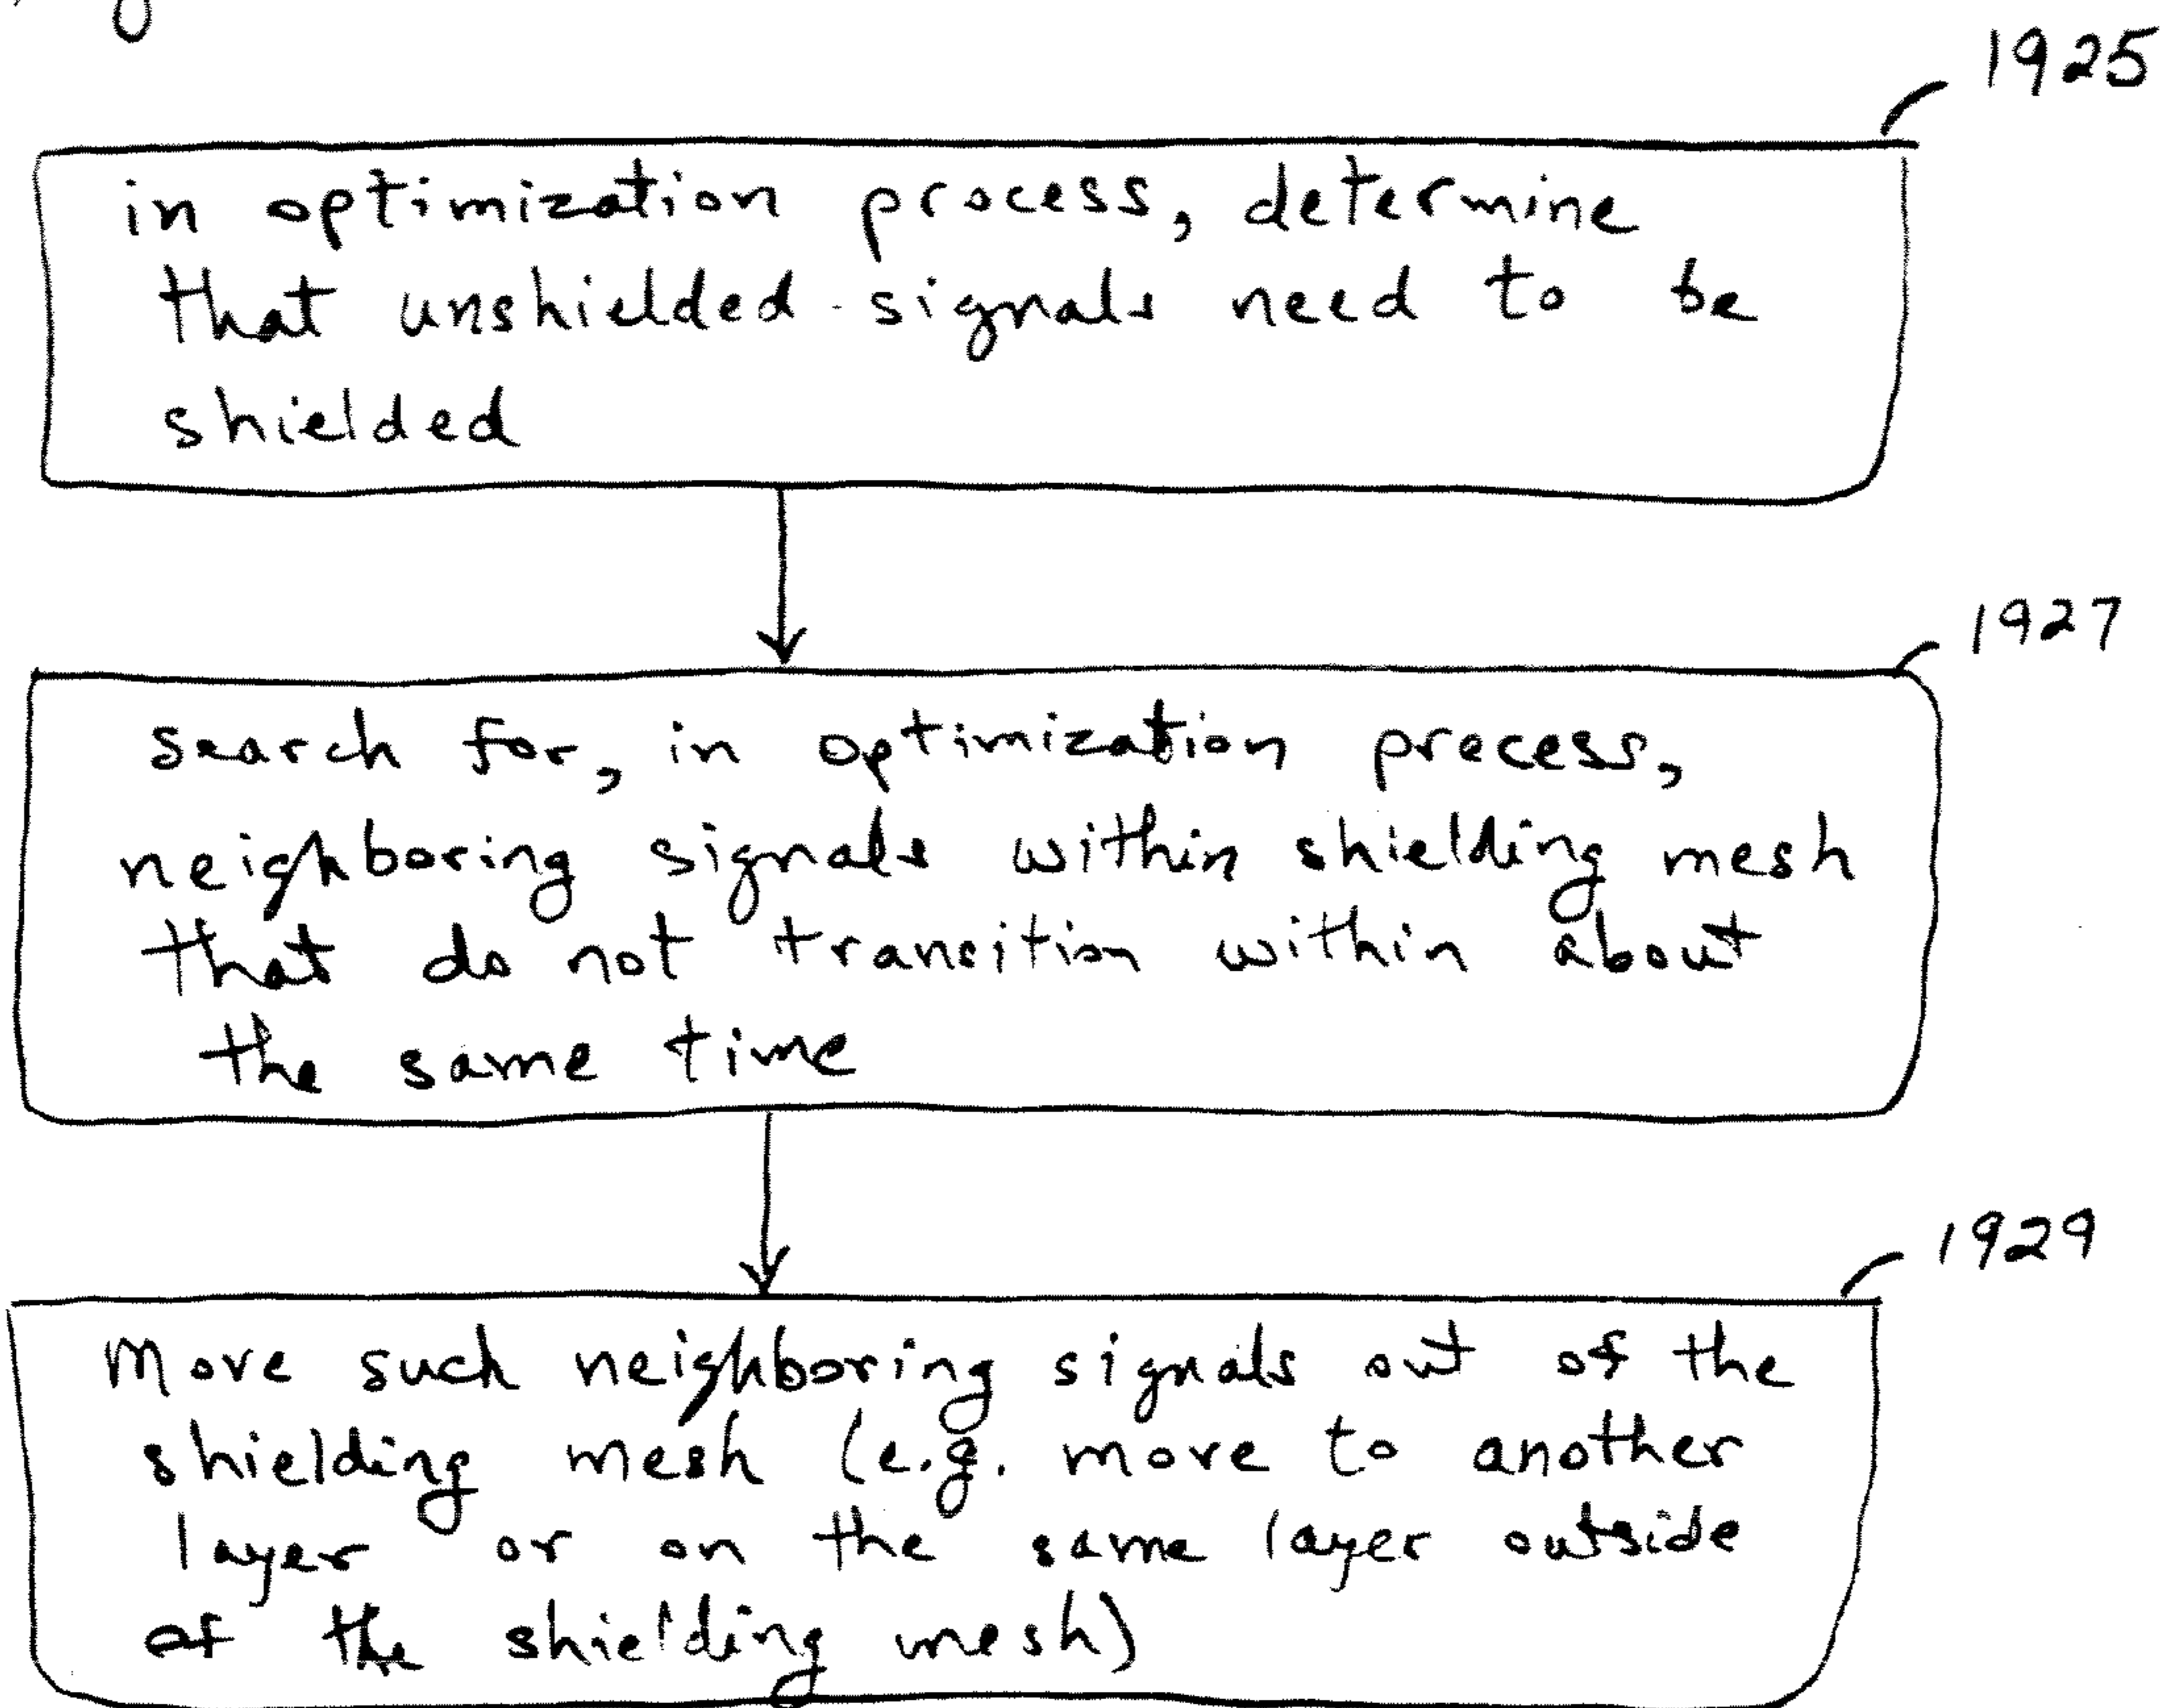 1925
in optimization process, determine
that unshielded signals need to be
shielded
1927
search for, in optimization process,
neighboring signals within shielding mesh
that do not transition within about
the same time
1929
Move such neighboring signals out of the
shielding mesh (e.g. move to another
layer or on the same layer outside
of the shielding mesh)